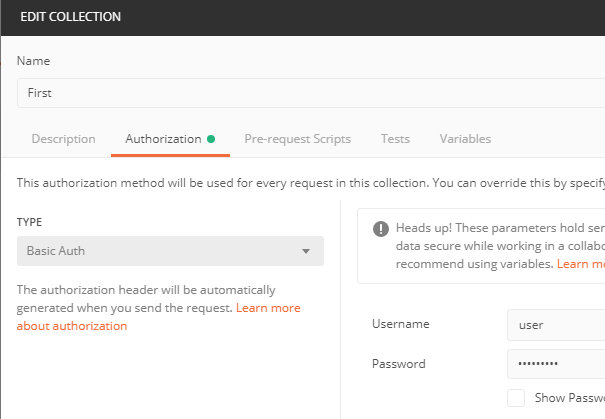 EDIT COLLECTION
Name
First
Description Authorization Pre-request Scripts Tests Variables
This authorization method will be used for every request in this collection. You can override this by specify
TYPE
Basic Auth
The authorization header will be automatically
generated when you send the request. Learn more
about authorization
Heads up! These parameters hold sen
data secure while working in a collabo
recommend using variables. Learn mo
Username user
Password •••••••••
Show Passwo